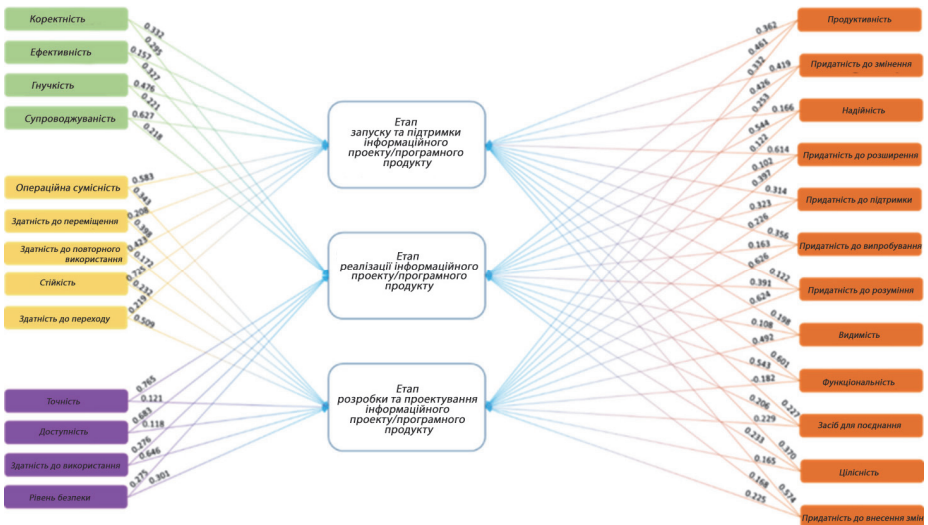 Коректність
0.332
0.295
Ефективність
0.157
0.327
Гнучкість
0.476
0.221
Супроводжуваність
0.627
0.218
Операційна сумісність
0.583
0.343
Здатність до переміщення
0.208
0.398
Здатність до повторного
використання
0.423
0.172
Стійкість
0.725
0.232
Здатність до переходу
0.219
0.509
Точність
0.765
0.121
Доступність
0.683
0.118
Здатність до використання
0.276
0.646
Рівень безпеки
0.275
0.301
Етап
запуску та підтримки
інформаційного
проекту/програмного
продукту
Етап
реалізації інформаційного
проекту/програмного
продукту
Етап
розробки та проектування
інформаційного
проекту/програмного
продукту
0.362
0.461
0.332
0.419
0.426
0.253
0.166
0.544
0.122
0.614
0.102
0.397
0.314
0.323
0.226
0.356
0.163
0.626
0.122
0.391
0.624
0.198
0.108
0.492
0.601
0.543
-0.182
0.227
0.206
0.229
0.370
0.233
0.165
0.574
0.168
0.225
Продуктивність
Придатність до змінення
Надійність
Придатність до розширення
Придатність до підтримки
Придатність до випробування
Придатність до розуміння
Видимість
Функціональність
Засіб для поєднання
Цілісність
Придатність до внесення змін